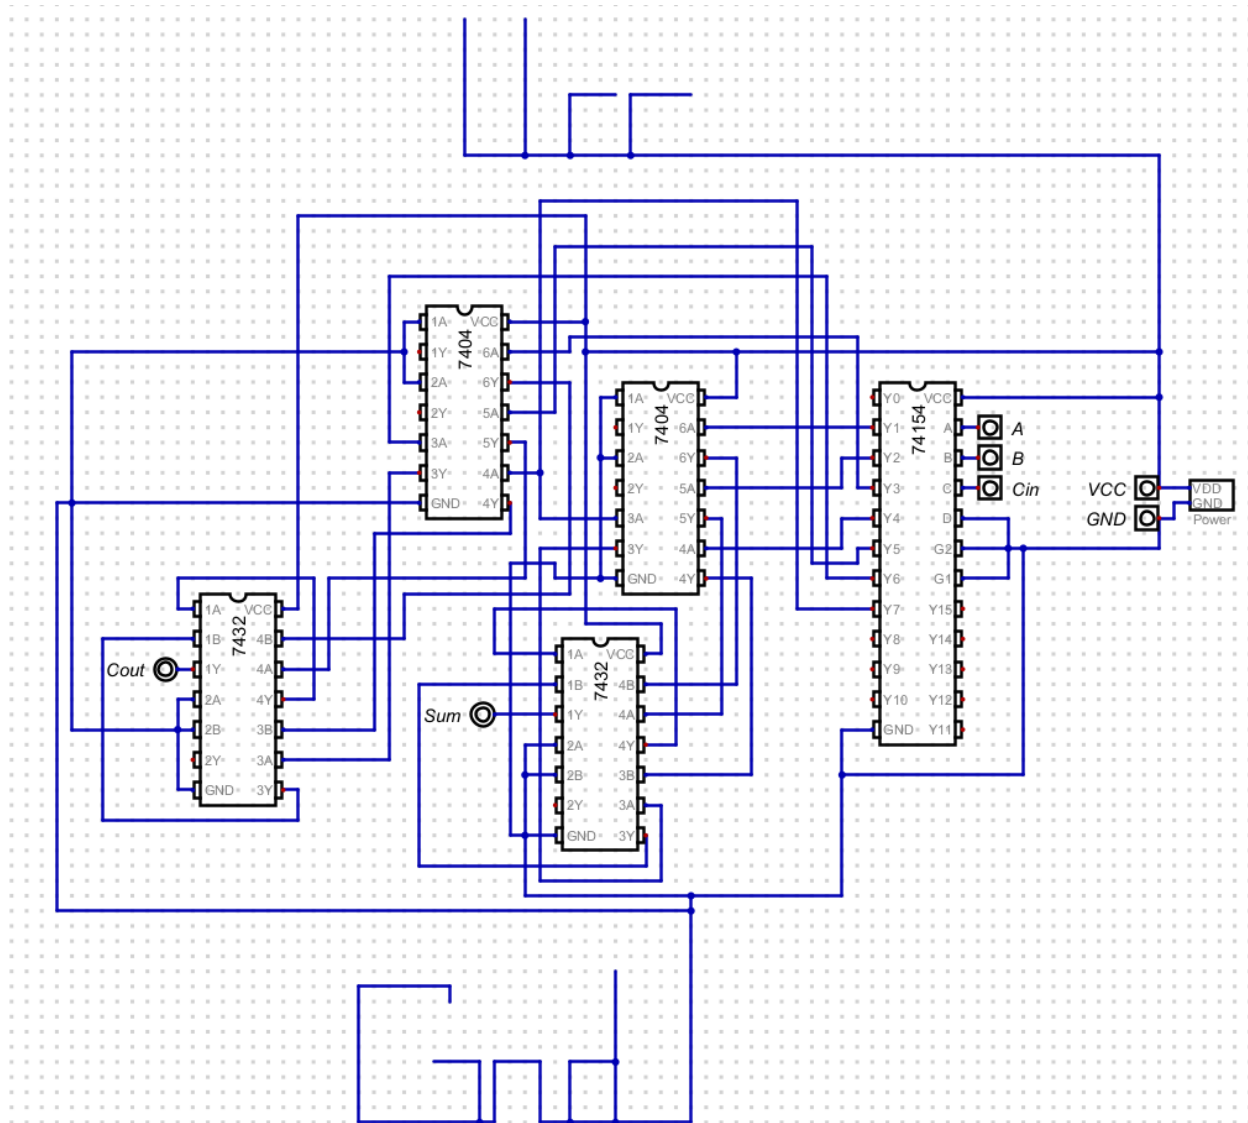 1A VCC
1Y 6A
2A 6Y
2Y 5A
3A 5Y
3Y 4A
GND 4Y
7404
1A VCC
1Y 6A
2A 6Y
2Y 5A
3A 5Y
3Y 4A
GND 4Y
7404
Y0 VCC
Y1 A
Y2 B
Y3 C
Y4 D
Y5 G2
Y6 G1
Y7 Y15
Y8 Y14
Y9 Y13
Y10 Y12
GND Y11
74154
A
B
Cin
VCC
GND
VDD
GND
Power
1A VCC
1B 4B
1Y 4A
2A 4Y
2B 3B
2Y 3A
GND 3Y
7432
Cout
1A VCC
1B 4B
1Y 4A
2A 4Y
2B 3B
2Y 3A
GND 3Y
7432
Sum